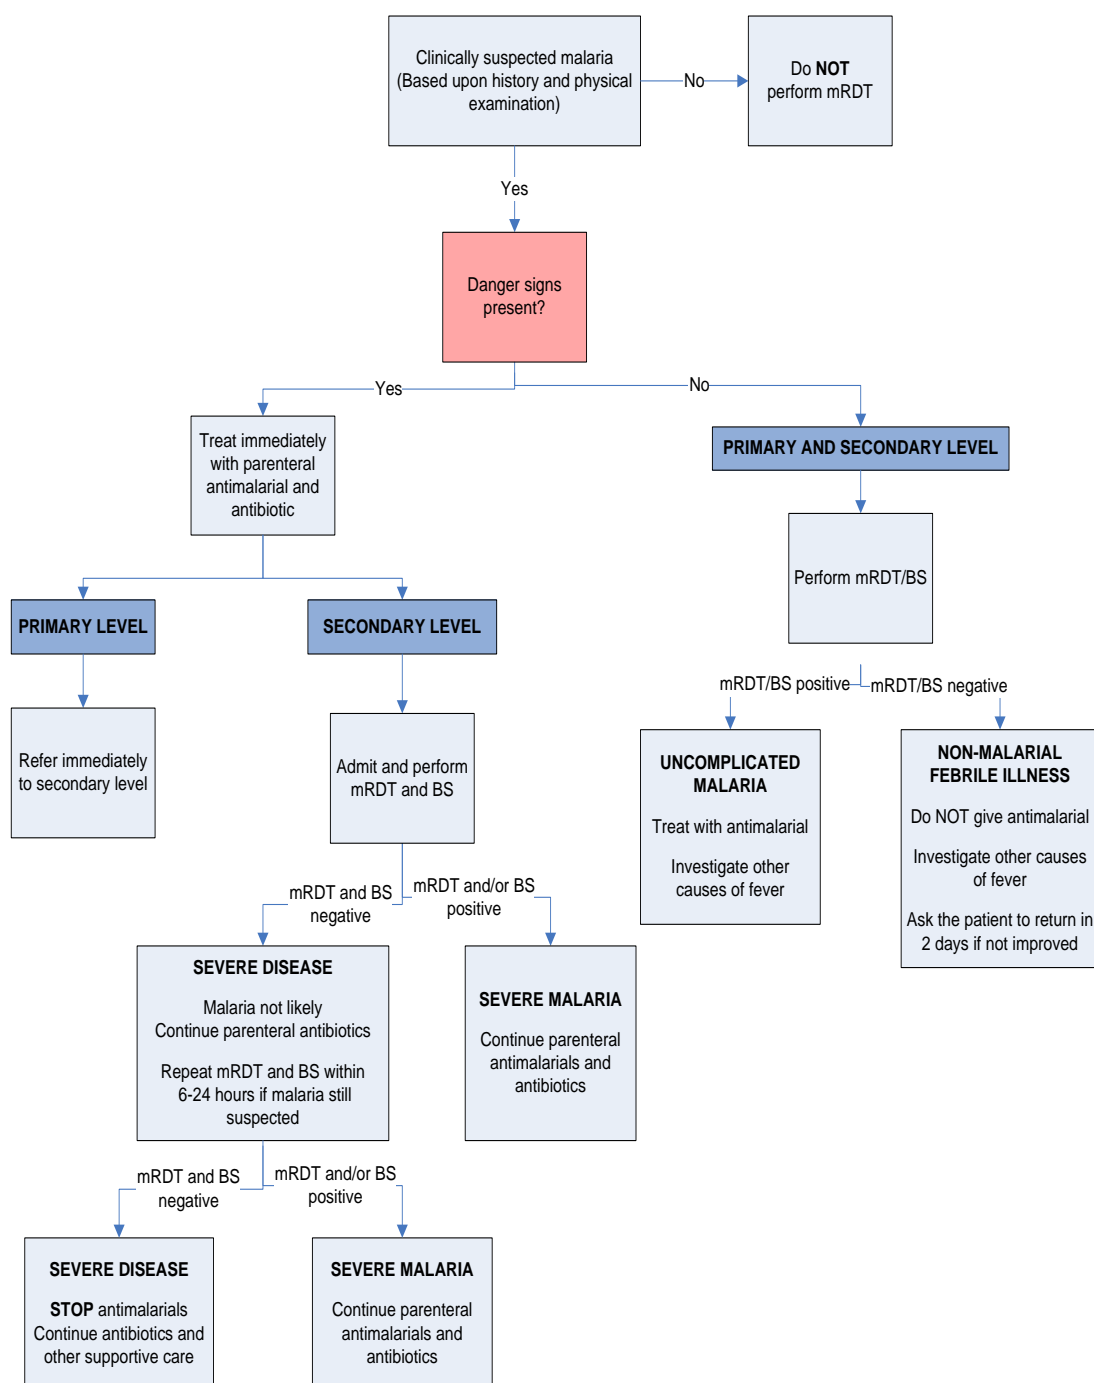 Clinically suspected malaria
(Based upon history and physical
examination)
No
Do NOT
perform mRDT
Yes
Danger signs
present?
Yes
No
Treat immediately
with parenteral
antimalarial and
antibiotic
PRIMARY AND SECONDARY LEVEL
Perform mRDT/BS
PRIMARY LEVEL
SECONDARY LEVEL
Refer immediately
to secondary level
Admit and perform
mRDT and BS
mRDT/BS positive
mRDT/BS negative
UNCOMPLICATED
MALARIA
Treat with antimalarial
Investigate other
causes of fever
NON-MALARIAL
FEBRILE ILLNESS
Do NOT give antimalarial
Investigate other causes
of fever
Ask the patient to return in
2 days if not improved
mRDT and BS
negative
mRDT and/or BS
positive
SEVERE DISEASE
Malaria not likely
Continue parenteral antibiotics
Repeat mRDT and BS within
6-24 hours if malaria still
suspected
SEVERE MALARIA
Continue parenteral
antimalarials and
antibiotics
mRDT and BS
negative
mRDT and/or BS
positive
SEVERE DISEASE
STOP antimalarials
Continue antibiotics and
other supportive care
SEVERE MALARIA
Continue parenteral
antimalarials and
antibiotics